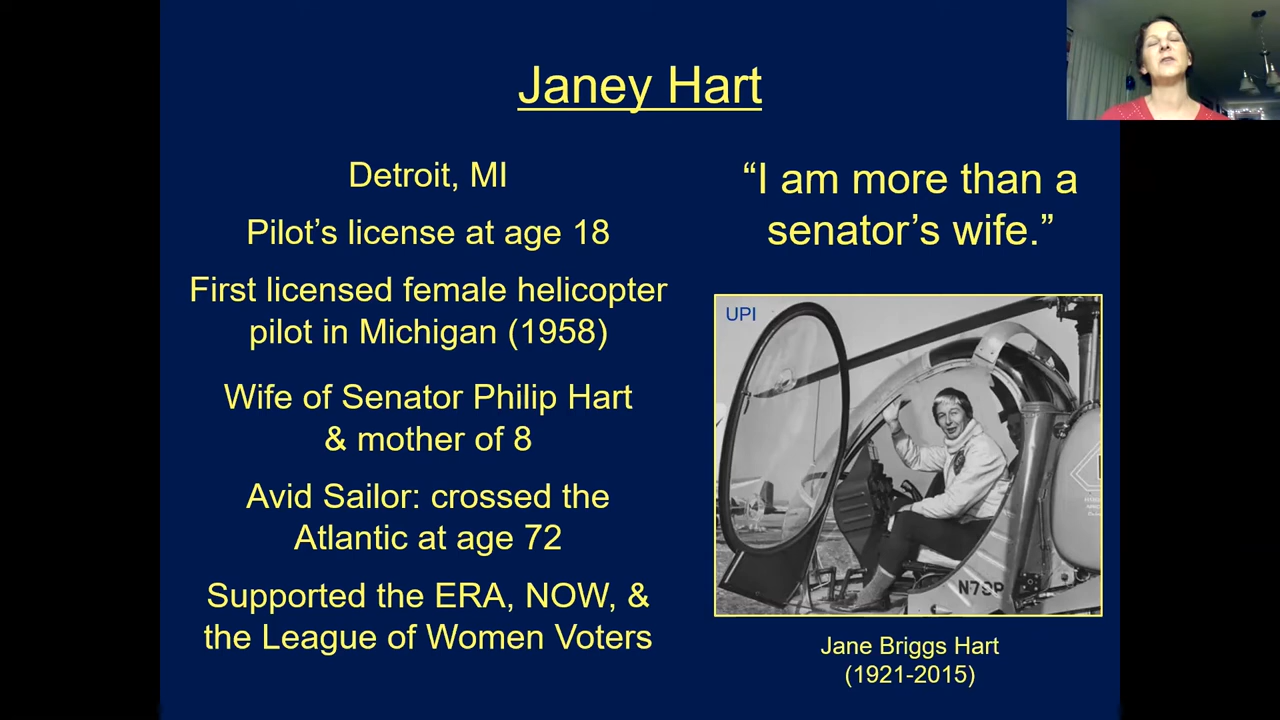 Janey Hart
Detroit, MI
Pilot's license at age 18
First licensed female helicopter
pilot in Michigan (1958)
Wife of Senator Philip Hart
& mother of 8
Avid Sailor: crossed the
Atlantic at age 72
Supported the ERA, NOW, &
the League of Women Voters
“I am more than a
senator’s wife.”
UPI
Jane Briggs Hart
(1921-2015)